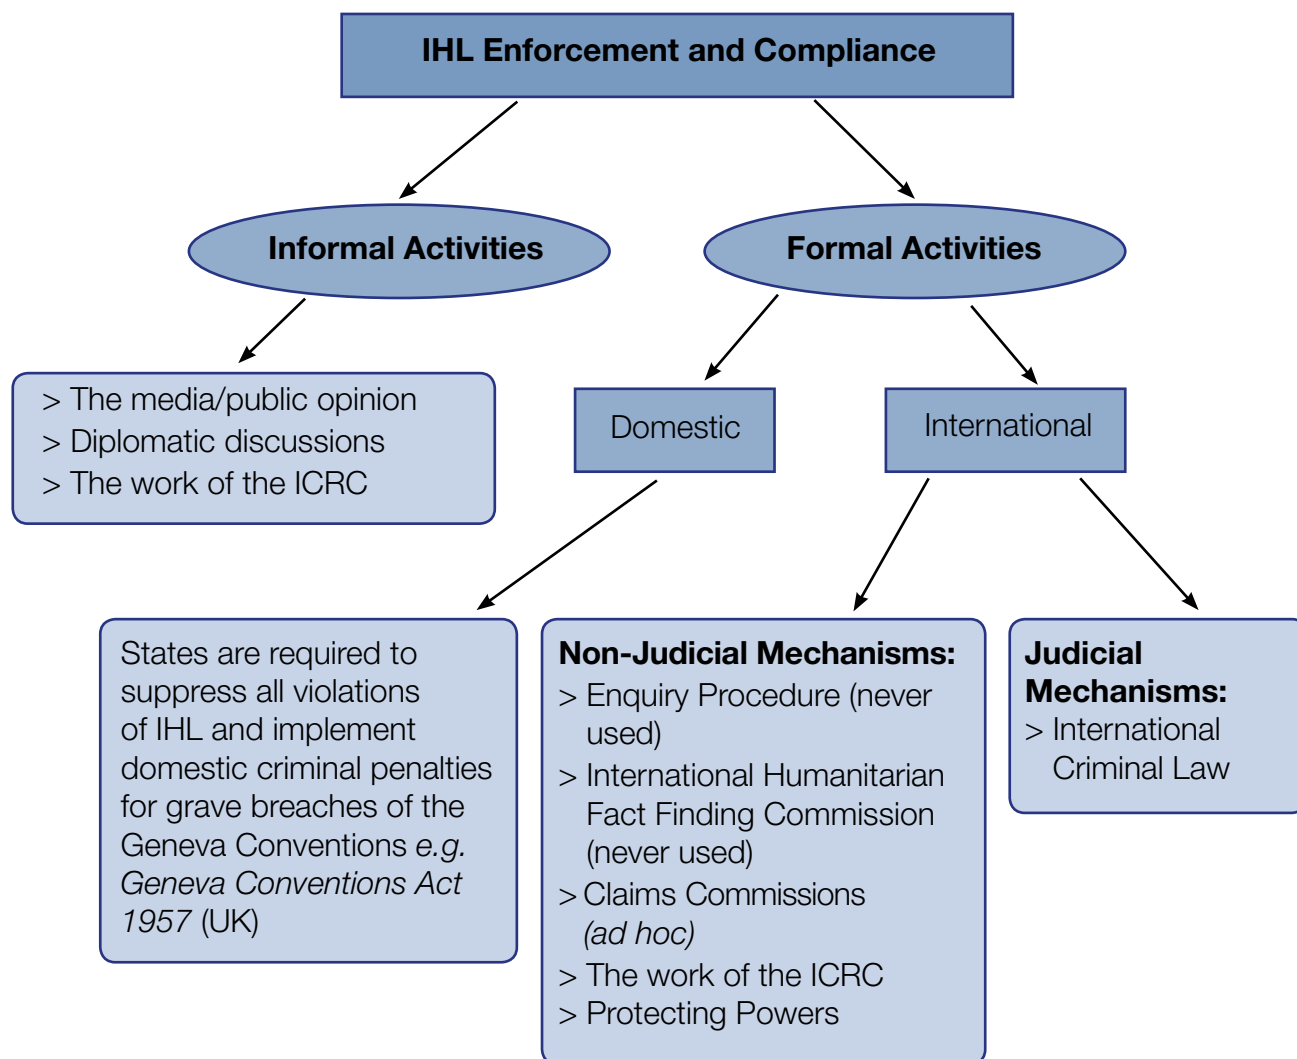 IHL Enforcement and Compliance
Informal Activities
Formal Activities
> The media/public opinion
> Diplomatic discussions
> The work of the ICRC
Domestic
International
States are required to
suppress all violations
of IHL and implement
domestic criminal penalties
for grave breaches of the
Geneva Conventions e.g.
Geneva Conventions Act
1957 (UK)
Non-Judicial Mechanisms:
> Enquiry Procedure (never
used)
> International Humanitarian
Fact Finding Commission
(never used)
> Claims Commissions
(ad hoc)
> The work of the ICRC
> Protecting Powers
Judicial
Mechanisms:
> International
Criminal Law